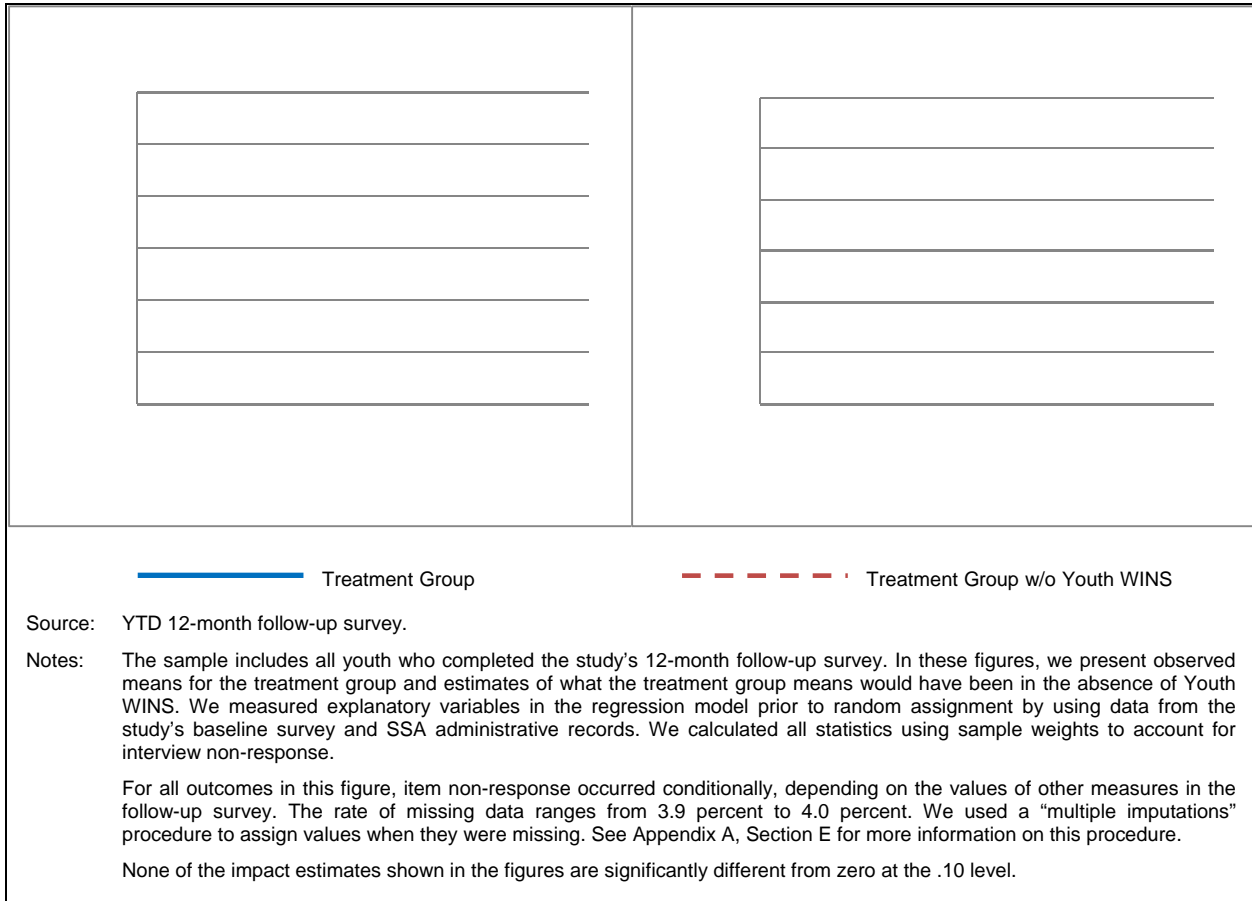 Treatment Group    Treatment Group w/o Youth WINS
Source: YTD 12-month follow-up survey.
Notes: The sample includes all youth who completed the study’s 12-month follow-up survey. In these figures, we present observed
means for the treatment group and estimates of what the treatment group means would have been in the absence of Youth
WINS. We measured explanatory variables in the regression model prior to random assignment by using data from the
study’s baseline survey and SSA administrative records. We calculated all statistics using sample weights to account for
interview non-response.
For all outcomes in this figure, item non-response occurred conditionally, depending on the values of other measures in the
follow-up survey. The rate of missing data ranges from 3.9 percent to 4.0 percent. We used a “multiple imputations”
procedure to assign values when they were missing. See Appendix A, Section E for more information on this procedure.
None of the impact estimates shown in the figures are significantly different from zero at the .10 level.